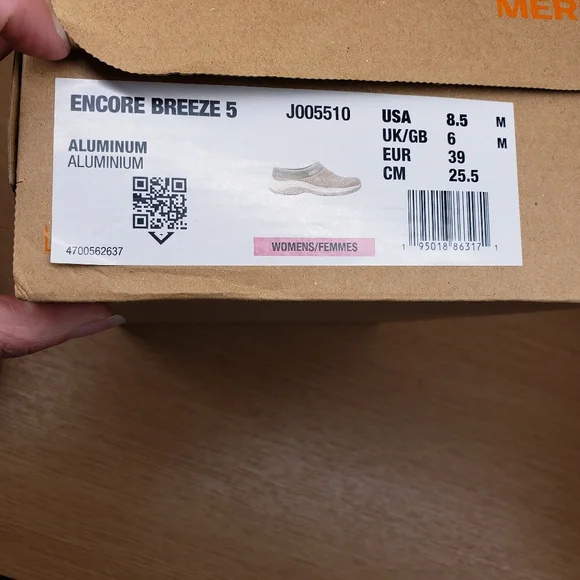 MER
ENCORE BREEZE 5
J005510
ALUMINUM
ALUMINIUM
4700562637
WOMENS/FEMMES
USA 8.5 M
UK/GB 6 M
EUR 39
CM 25.5
1 95018 86317 1